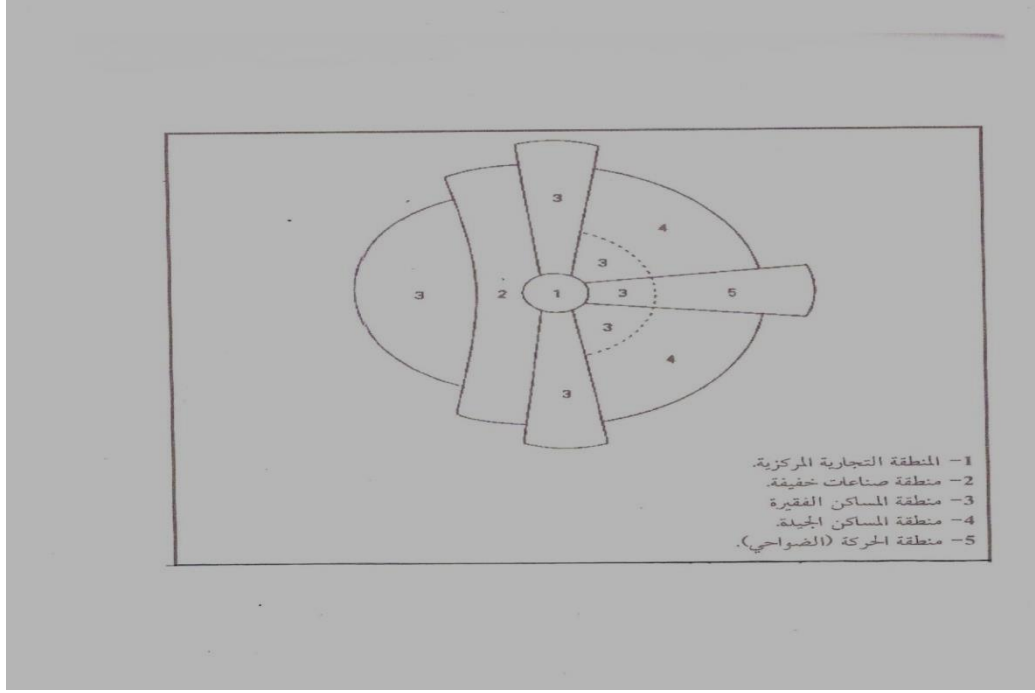 3
4
3
3
2
1
3
5
3
4
3
1- المنطقة التجارية المركزية.
2- منطقة صناعات خفيفة.
3- منطقة المساكن الفقيرة
4- منطقة المساكن الجيدة.
5- منطقة الحركة (الضواحي).